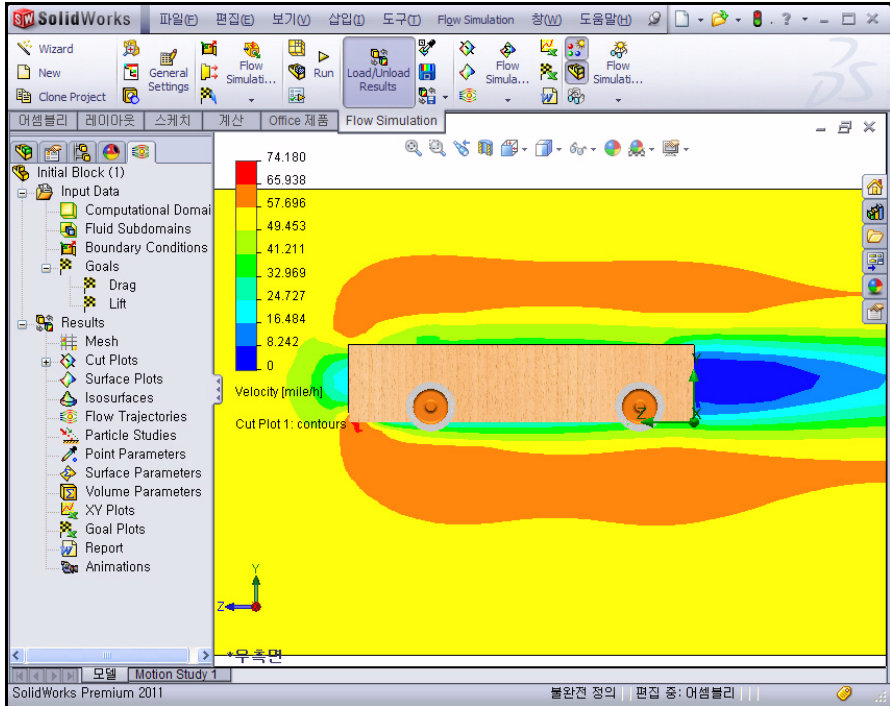 SolidWorks 파일(F) 편집(E) 보기(V) 삽입(I) 도구(T) Flow Simulation 창(W) 도움말(H)
Wizard
New
Clone Project
General Settings
Flow Simulati...
Run
Load/Unload Results
Flow Simula...
Flow Simulati...
어셈블리 레이아웃 스케치 계산 Office 제품 Flow Simulation
Initial Block (1)
Input Data
Computational Domai
Fluid Subdomains
Boundary Conditions
Goals
Drag
Lift
Results
Mesh
Cut Plots
Surface Plots
Isosurfaces
Flow Trajectories
Particle Studies
Point Parameters
Surface Parameters
Volume Parameters
XY Plots
Goal Plots
Report
Animations
74.180
65.938
57.696
49.453
41.211
32.969
24.727
16.484
8.242
0
Velocity [mile/h]
Cut Plot 1: contours
Y
Z
X
Y
Z
*우측면
모델 Motion Study 1
SolidWorks Premium 2011 불완전 정의 편집 중: 어셈블리